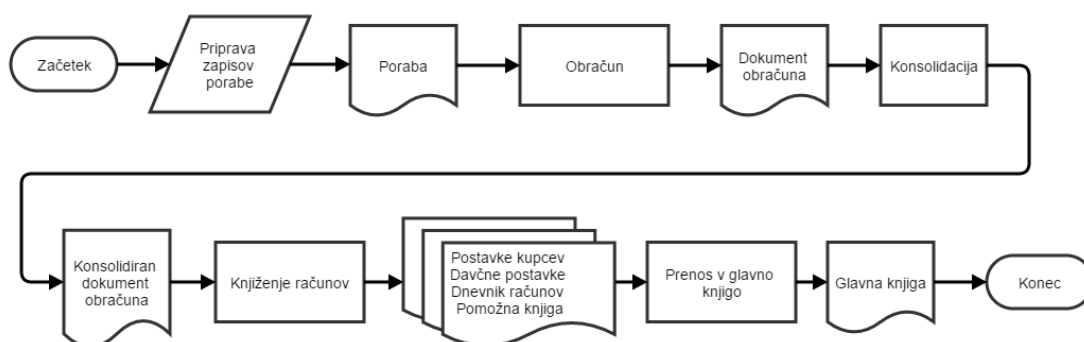 Začetek
Priprava
zapisov
porabe
Poraba
Obračun
Dokument
obračuna
Konsolidacija
Konsolidiran
dokument
obračuna
Knjiženje računov
Postavke kupcev
Davčne postavke
Dnevnik računov
Pomožna knjiga
Prenos v glavno
knjigo
Glavna knjiga
Konec